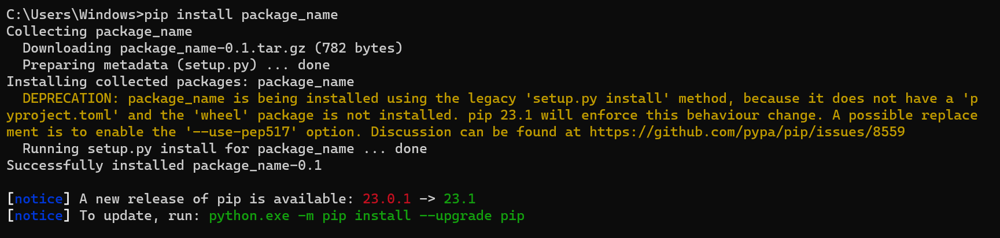 C:\Users\Windows>pip install package_name
Collecting package_name
  Downloading package_name-0.1.tar.gz (782 bytes)
  Preparing metadata (setup.py) ... done
Installing collected packages: package_name
  DEPRECATION: package_name is being installed using the legacy 'setup.py install' method, because it does not have a 'p
yproject.toml' and the 'wheel' package is not installed. pip 23.1 will enforce this behaviour change. A possible replace
ment is to enable the '--use-pep517' option. Discussion can be found at https://github.com/pypa/pip/issues/8559
  Running setup.py install for package_name ... done
Successfully installed package_name-0.1

[notice] A new release of pip is available: 23.0.1 -> 23.1
[notice] To update, run: python.exe -m pip install --upgrade pip